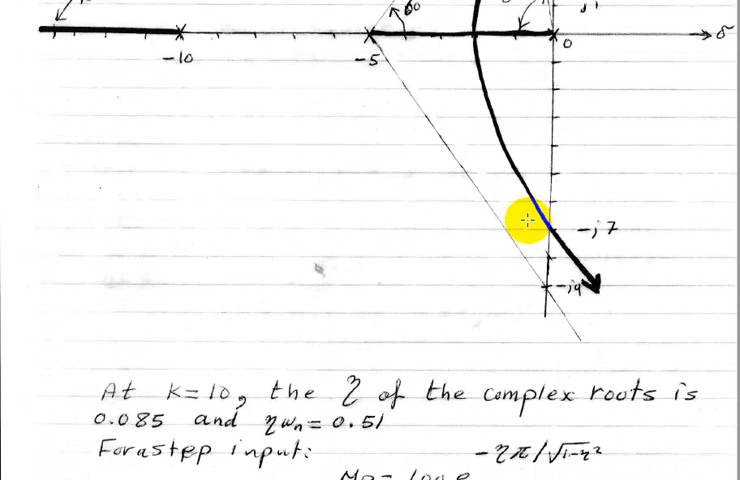 60
j1
σ
-10
-5
0
-j7
-j9
At K=10, the ζ of the complex roots is
0.085 and ζωn = 0.51
For a step input:
-ζπ/√1-ζ²